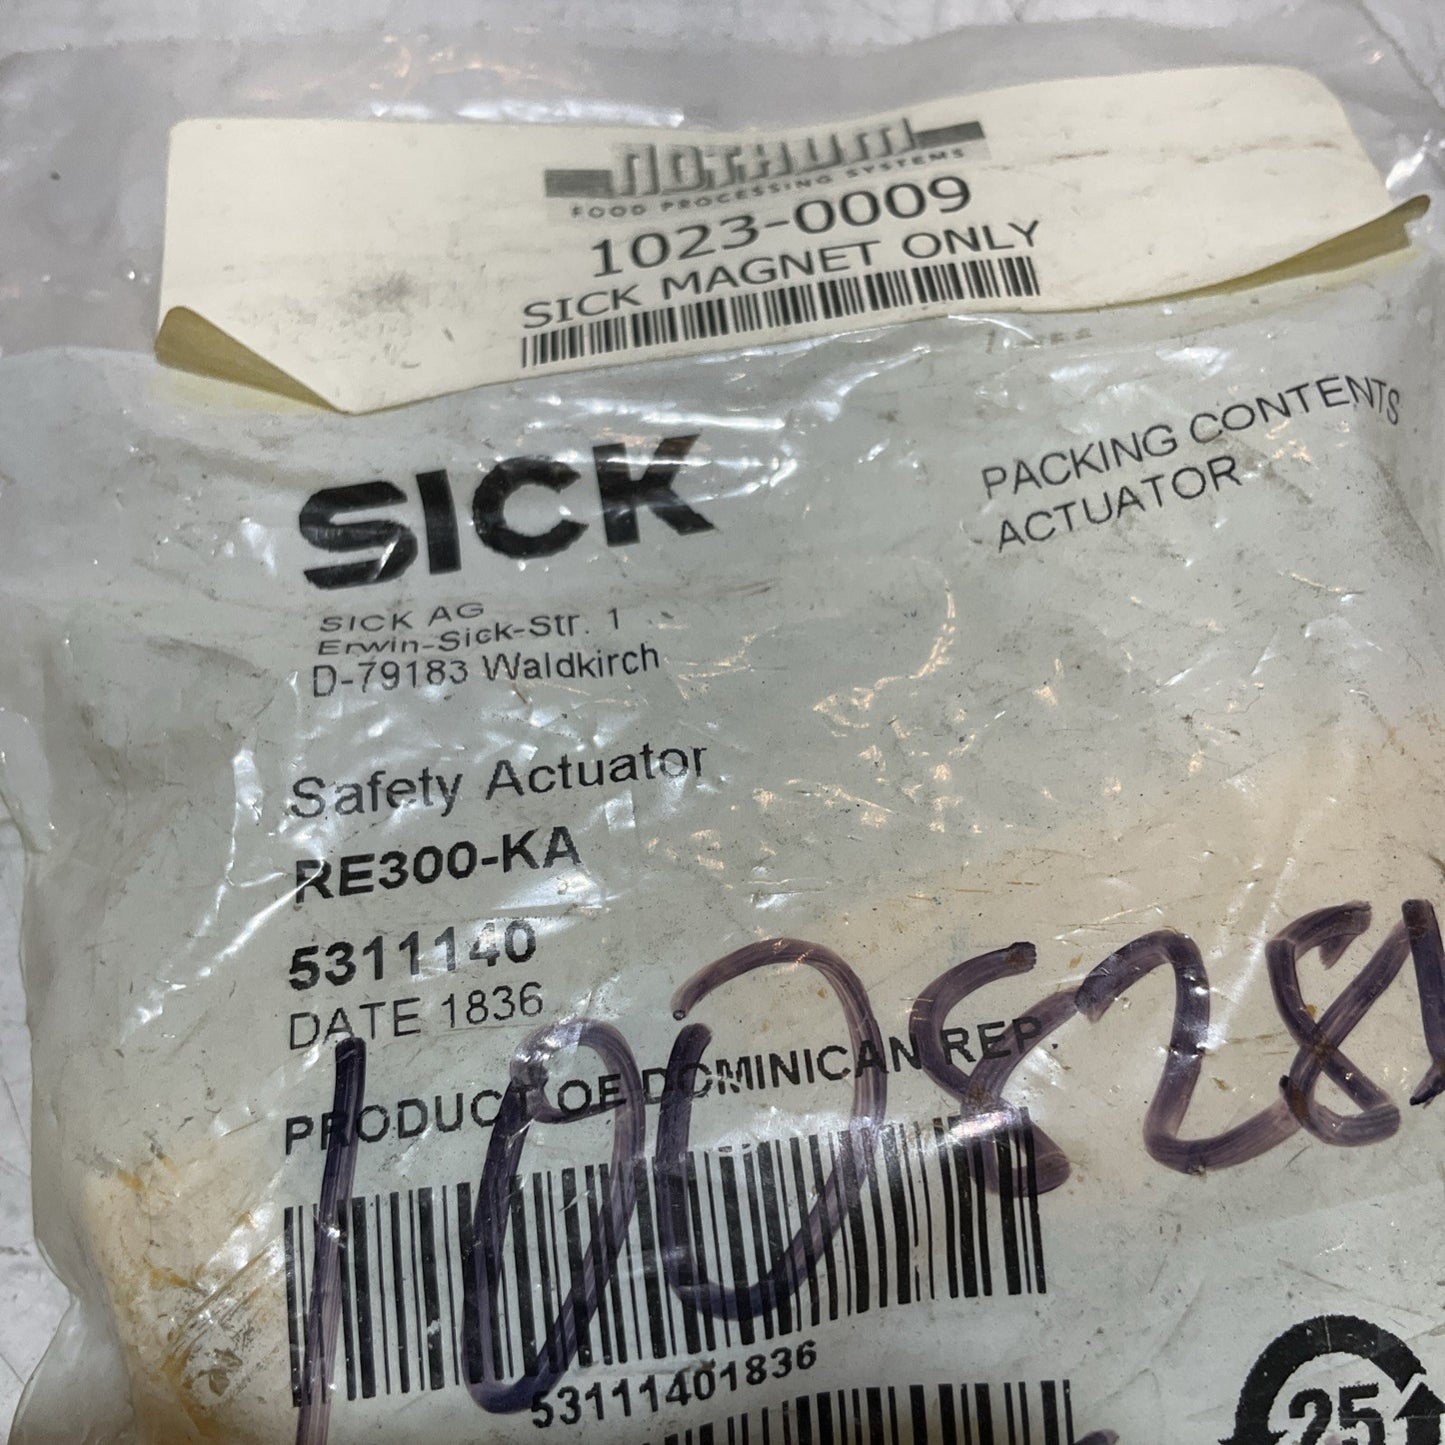 NOTHUM
FOOD PROCESSING SYSTEMS
1023-0009
SICK MAGNET ONLY
SICK
PACKING CONTENTS
ACTUATOR
SICK AG
Erwin-Sick-Str. 1
D-79183 Waldkirch
Safety Actuator
RE300-KA
5311140
DATE 1836
PRODUCT OF DOMINICAN REP.
53111401836
25